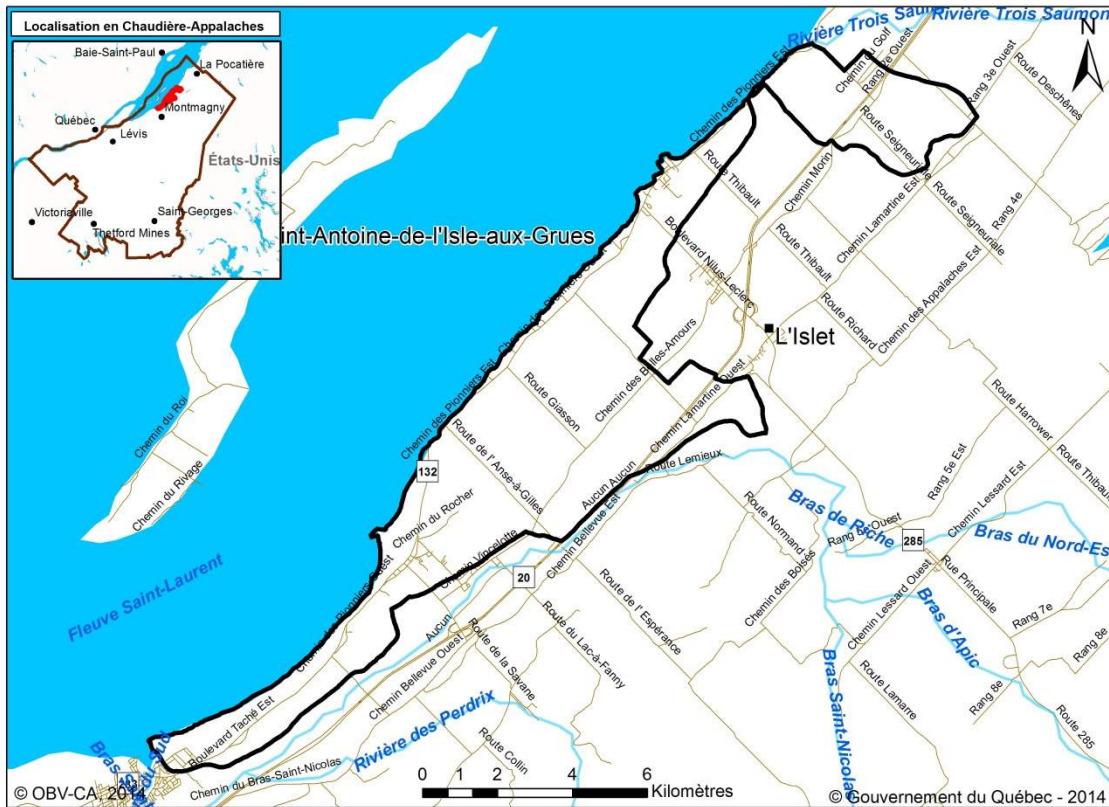 Localisation en Chaudière-Appalaches
Baie-Saint-Paul
La Pocatière
Montmagny
Québec
Lévis
États-Unis
Victoriaville
Saint-Georges
Thetford Mines
Rivière Trois Saumons
N
Chemin du Golf
Rang 2e Ouest
Rang 3e Ouest
Route Deschênes
Chemin des Pionniers Est
Route Seigneuriale
Rang 4e
Route Thibault
Chemin Morin
Chemin Lamartine Est
Route Seigneuriale
int-Antoine-de-l'Isle-aux-Grues
Boulevard Nilus-Leclerc
Route Thibault
Chemin des Appalaches Est
L'Islet
Route Richard
Chemin des Belles-Amours
Chemin Lamartine Ouest
Chemin des Pionniers Est
Route Giasson
Chemin du Roi
Chemin du Rivage
132
Route de l'Anse-à-Gilles
Aucun Aucun
Route Lemieux
Route Harrower
Route Thibault
Rang 5e Est
Chemin Lessard Est
Chemin du Rocher
Chemin Bellevue Est
Route Normand
Bras de Riche
285
Bras du Nord-Es
Chemin Vincelotte
20
Chemin des Boises
Chemin Lessard Ouest
Rue Principale
Fleuve Saint-Laurent
Aucun
Route de l'Espérance
Bras d'Apic
Rang 7e
Rang 8e
Route du Lac-à-Fanny
Route de la Savane
Chemin Bellevue Ouest
Bras Saint-Nicolas
Route Lamarre
Rang 8e
Route 285
Boulevard Taché Est
Rivière des Perdrix
Route Collin
Chemin du Bras-Saint-Nicolas
0 1 2 4 6
Kilomètres
© OBV-CA, 2014
© Gouvernement du Québec - 2014